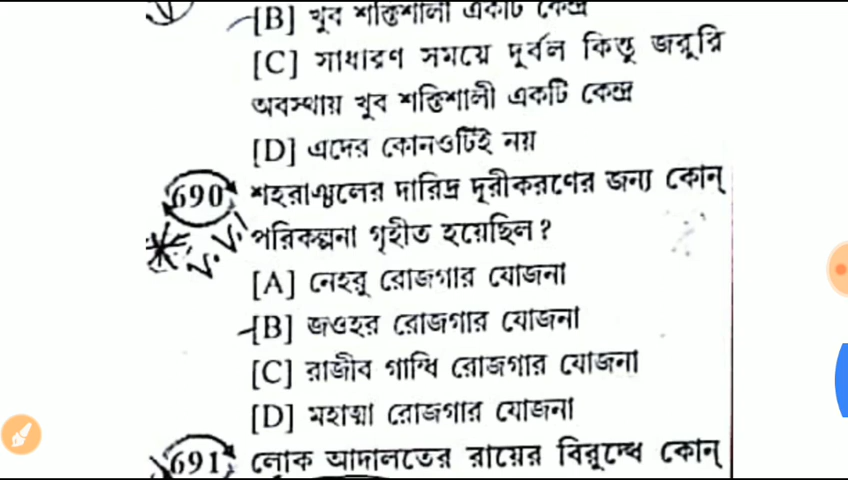 [B] খুব শক্তিশালী একটি কেন্দ্র
[C] সাধারণ সময়ে দুর্বল কিন্তু জরুরি
অবস্থায় খুব শক্তিশালী একটি কেন্দ্র
[D] এদের কোনওটিই নয়
690 শহরাঞ্চলের দারিদ্র দূরীকরণের জন্য কোন্
পরিকল্পনা গৃহীত হয়েছিল?
[A] নেহরু রোজগার যোজনা
[B] জওহর রোজগার যোজনা
[C] রাজীব গান্ধি রোজগার যোজনা
[D] মহাত্মা রোজগার যোজনা
691 লোক আদালতের রায়ের বিরুদ্ধে কোন্